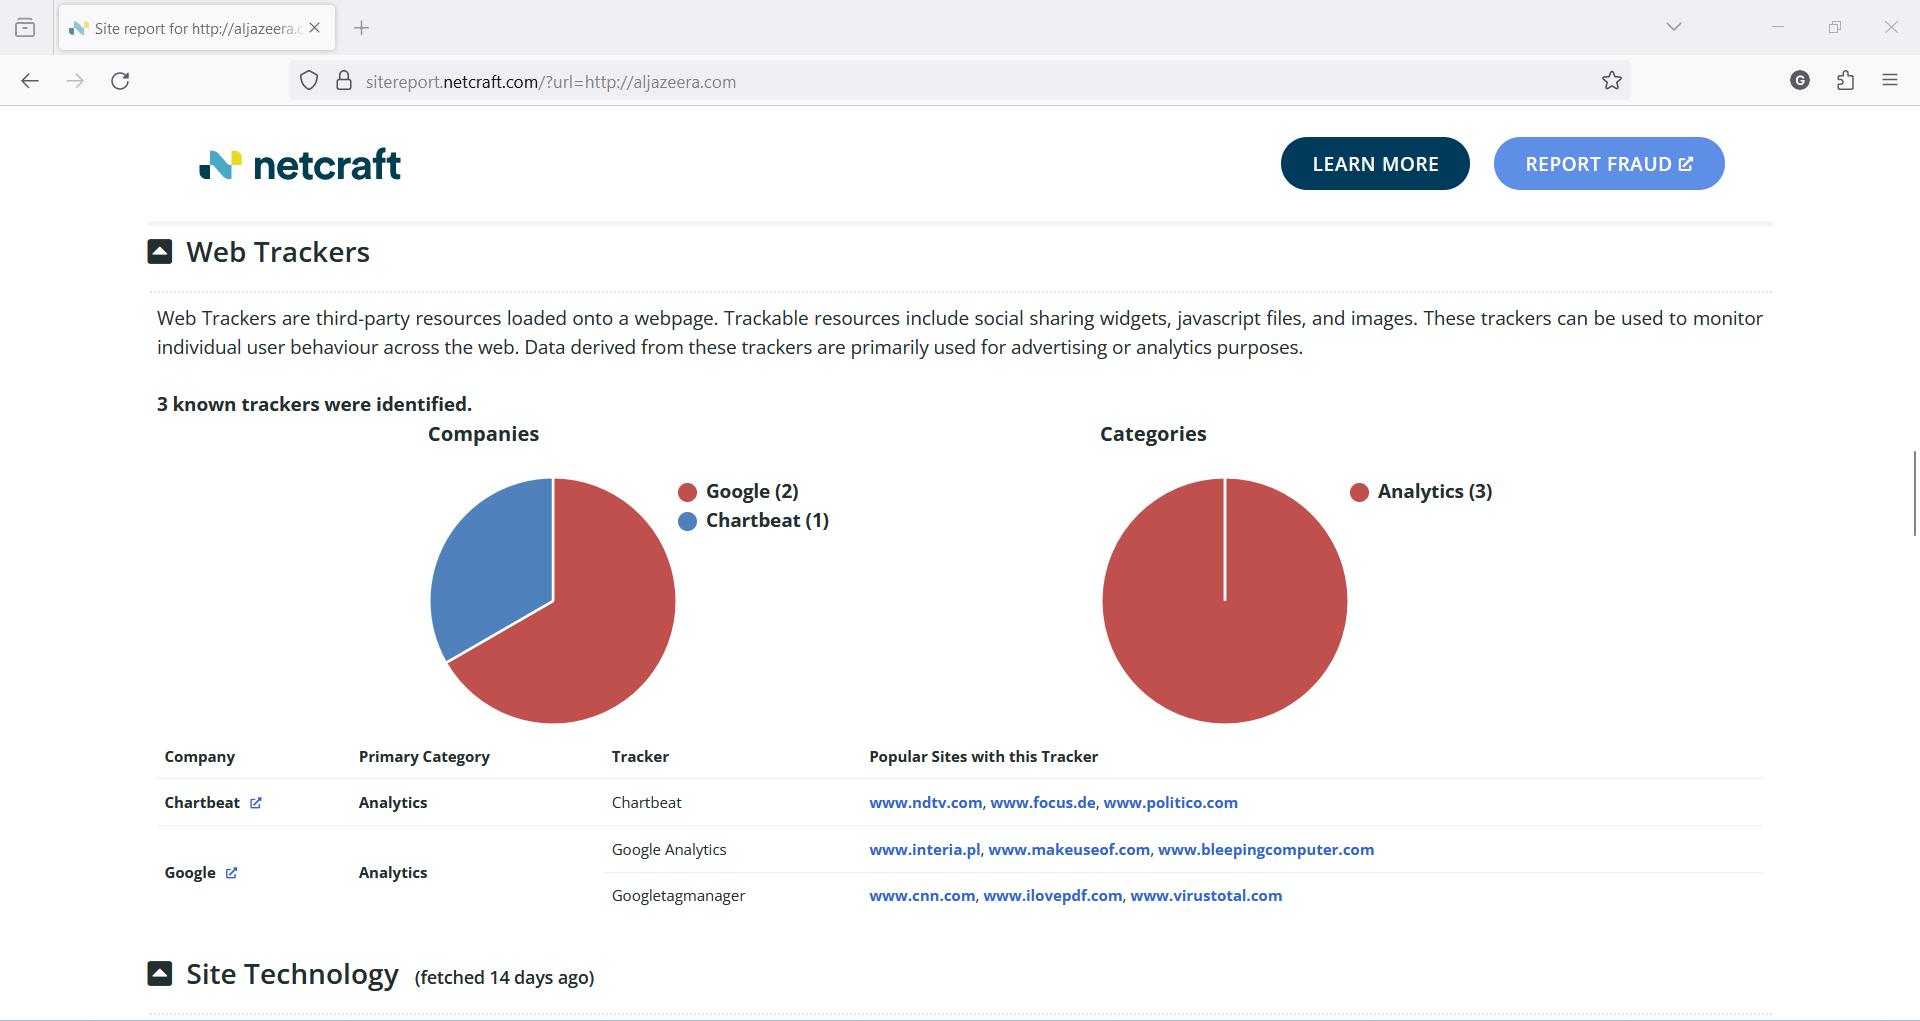 Site report for http://aljazeera.c
sitereport.netcraft.com/?url=http://aljazeera.com
G
netcraft
LEARN MORE
REPORT FRAUD
Web Trackers
Web Trackers are third-party resources loaded onto a webpage. Trackable resources include social sharing widgets, javascript files, and images. These trackers can be used to monitor
individual user behaviour across the web. Data derived from these trackers are primarily used for advertising or analytics purposes.
3 known trackers were identified.
Companies
Google (2)
Chartbeat (1)
Categories
Analytics (3)
Company Primary Category Tracker Popular Sites with this Tracker
Chartbeat Analytics Chartbeat www.ndtv.com, www.focus.de, www.politico.com
Google Analytics Google Analytics www.interia.pl, www.makeuseof.com, www.bleepingcomputer.com
Googletagmanager www.cnn.com, www.ilovepdf.com, www.virustotal.com
Site Technology (fetched 14 days ago)